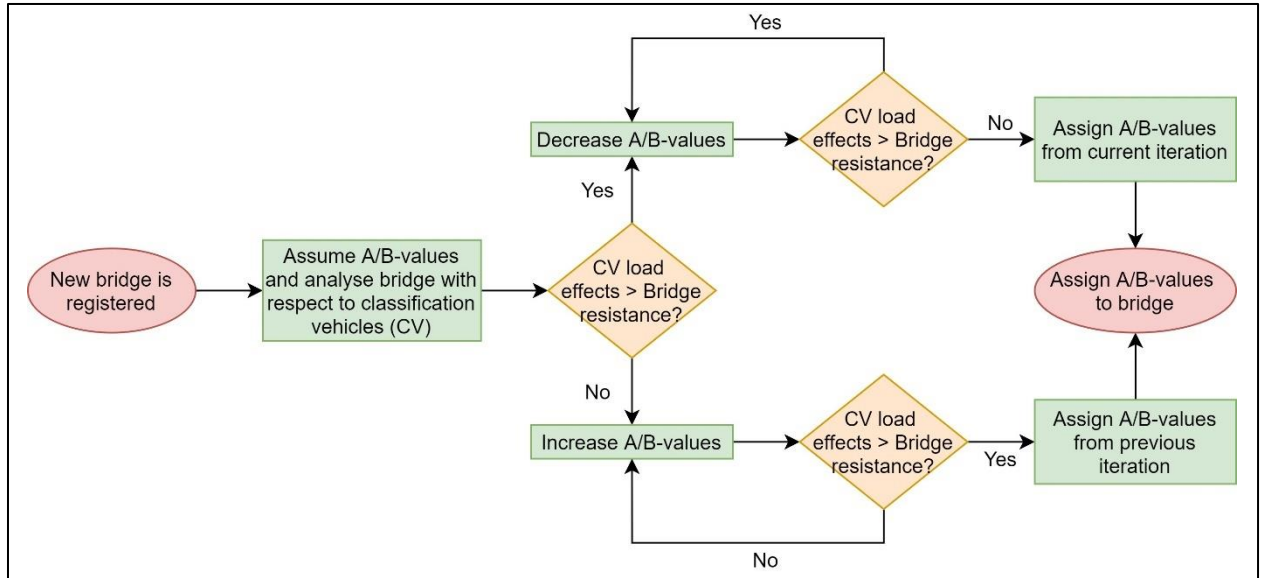 New bridge is
registered
Assume A/B-values
and analyse bridge with
respect to classification
vehicles (CV)
CV load
effects > Bridge
resistance?
Yes
Decrease A/B-values
Yes
CV load
effects > Bridge
resistance?
No
Assign A/B-values
from current iteration
No
Increase A/B-values
No
CV load
effects > Bridge
resistance?
Yes
Assign A/B-values
from previous
iteration
Assign A/B-values
to bridge